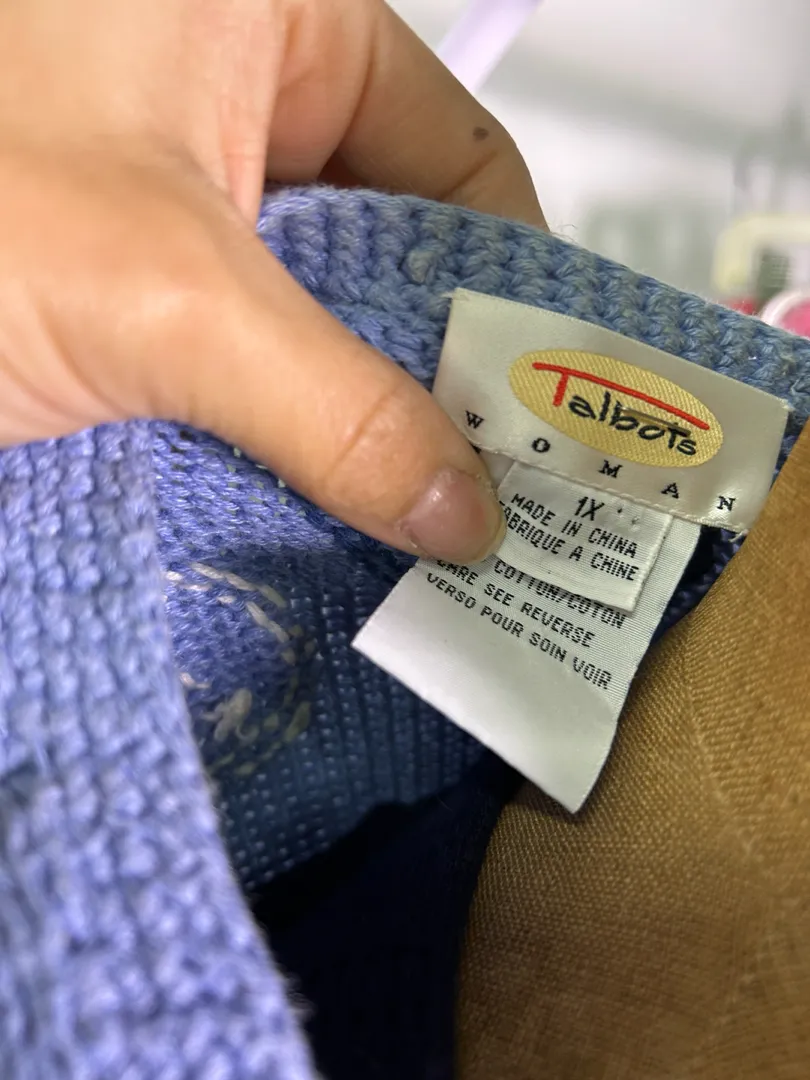 Talbots
WOMAN
1X
MADE IN CHINA
FABRIQUE A CHINE
COTTON/COTON
CARE SEE REVERSE
VERSO POUR SOIN VOIR